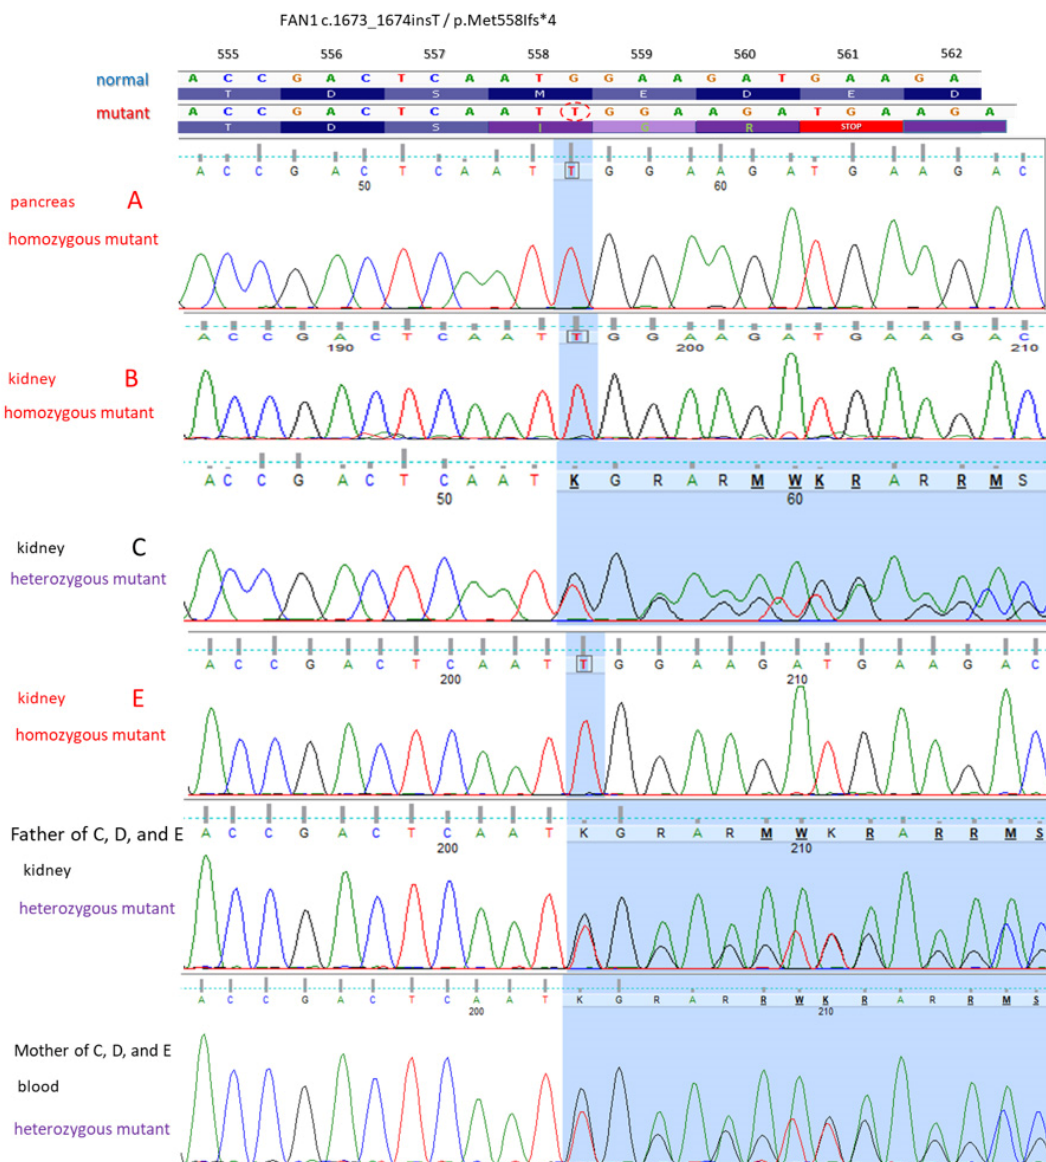 FAN1 c.1673_1674insT / p.Met558Ifs*4
555 556 557 558 559 560 561 562
normal A C C G A C T C A A T G G A A G A T G A A G A
T D S M E D E D
mutant A C C G A C T C A A T T G G A A G A T G A A G A
T D S I G R STOP
A C C G A C T C A A T T G G A A G A T G A A G A C
50 60
pancreas A
homozygous mutant
A C C G A C T C A A T T G G A A G A T G A A G A C
190 200 210
kidney B
homozygous mutant
A C C G A C T C A A T K G R A R M W K R A R R M S
50 60
kidney C
heterozygous mutant
A C C G A C T C A A T T G G A A G A T G A A G A C
200 210
kidney E
homozygous mutant
Father of C, D, and E A C C G A C T C A A T K G R A R M W K R A R R M S
200 210
kidney
heterozygous mutant
A C C G A C T C A A T K G R A R R W K R A R R M S
200 210
Mother of C, D, and E
blood
heterozygous mutant